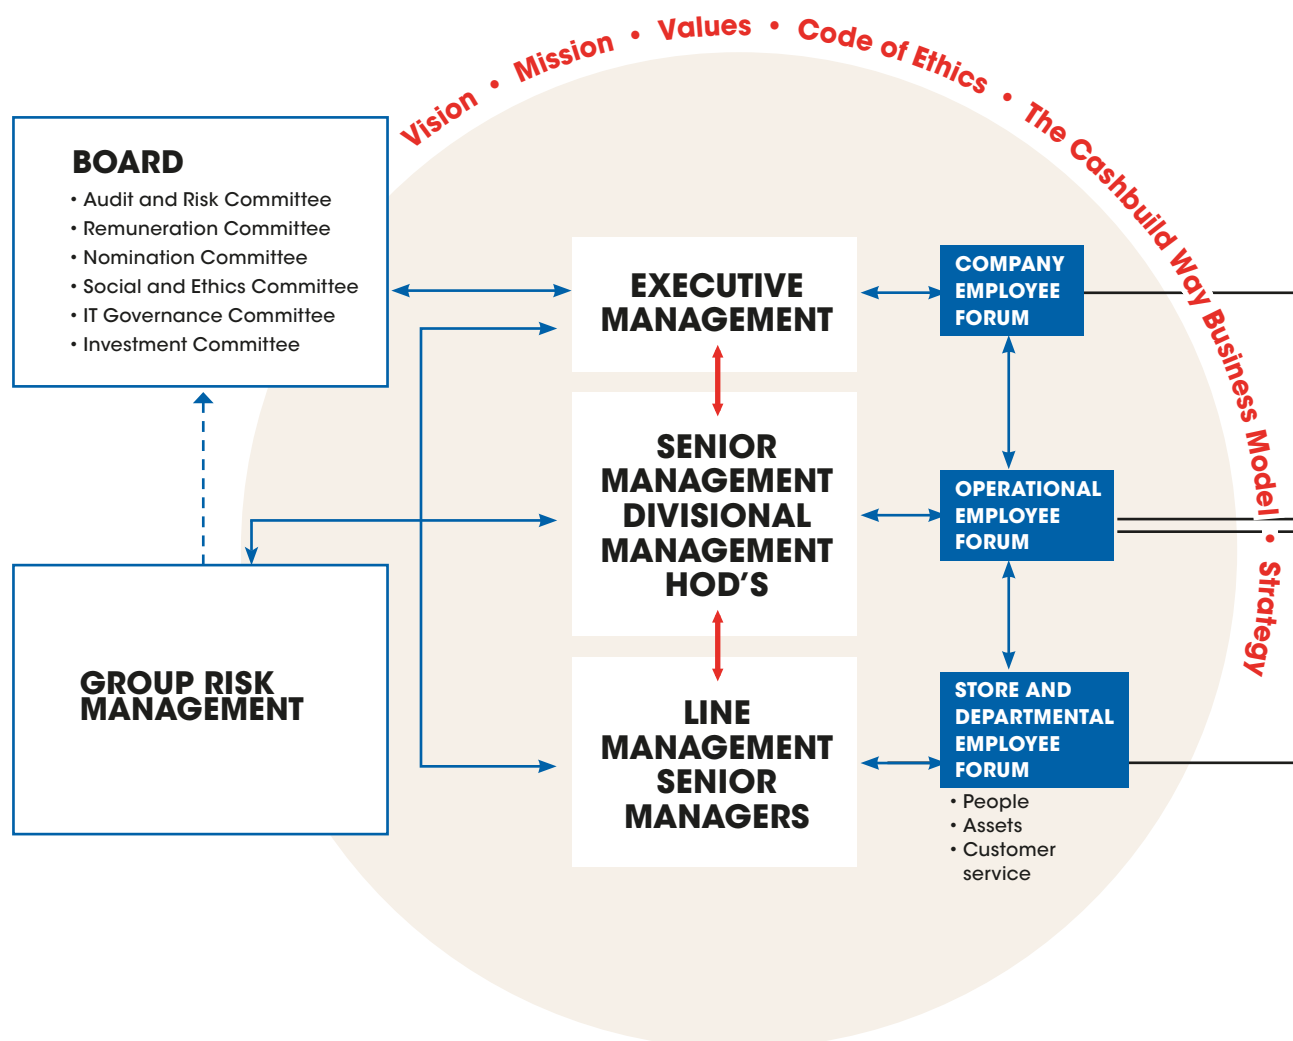 Vision • Mission • Values • Code of Ethics • The Cashbuild Way Business Model • Strategy
BOARD
• Audit and Risk Committee
• Remuneration Committee
• Nomination Committee
• Social and Ethics Committee
• IT Governance Committee
• Investment Committee
GROUP RISK
MANAGEMENT
EXECUTIVE
MANAGEMENT
SENIOR
MANAGEMENT
DIVISIONAL
MANAGEMENT
HOD'S
LINE
MANAGEMENT
SENIOR
MANAGERS
COMPANY
EMPLOYEE
FORUM
OPERATIONAL
EMPLOYEE
FORUM
STORE AND
DEPARTMENTAL
EMPLOYEE
FORUM
• People
• Assets
• Customer
service